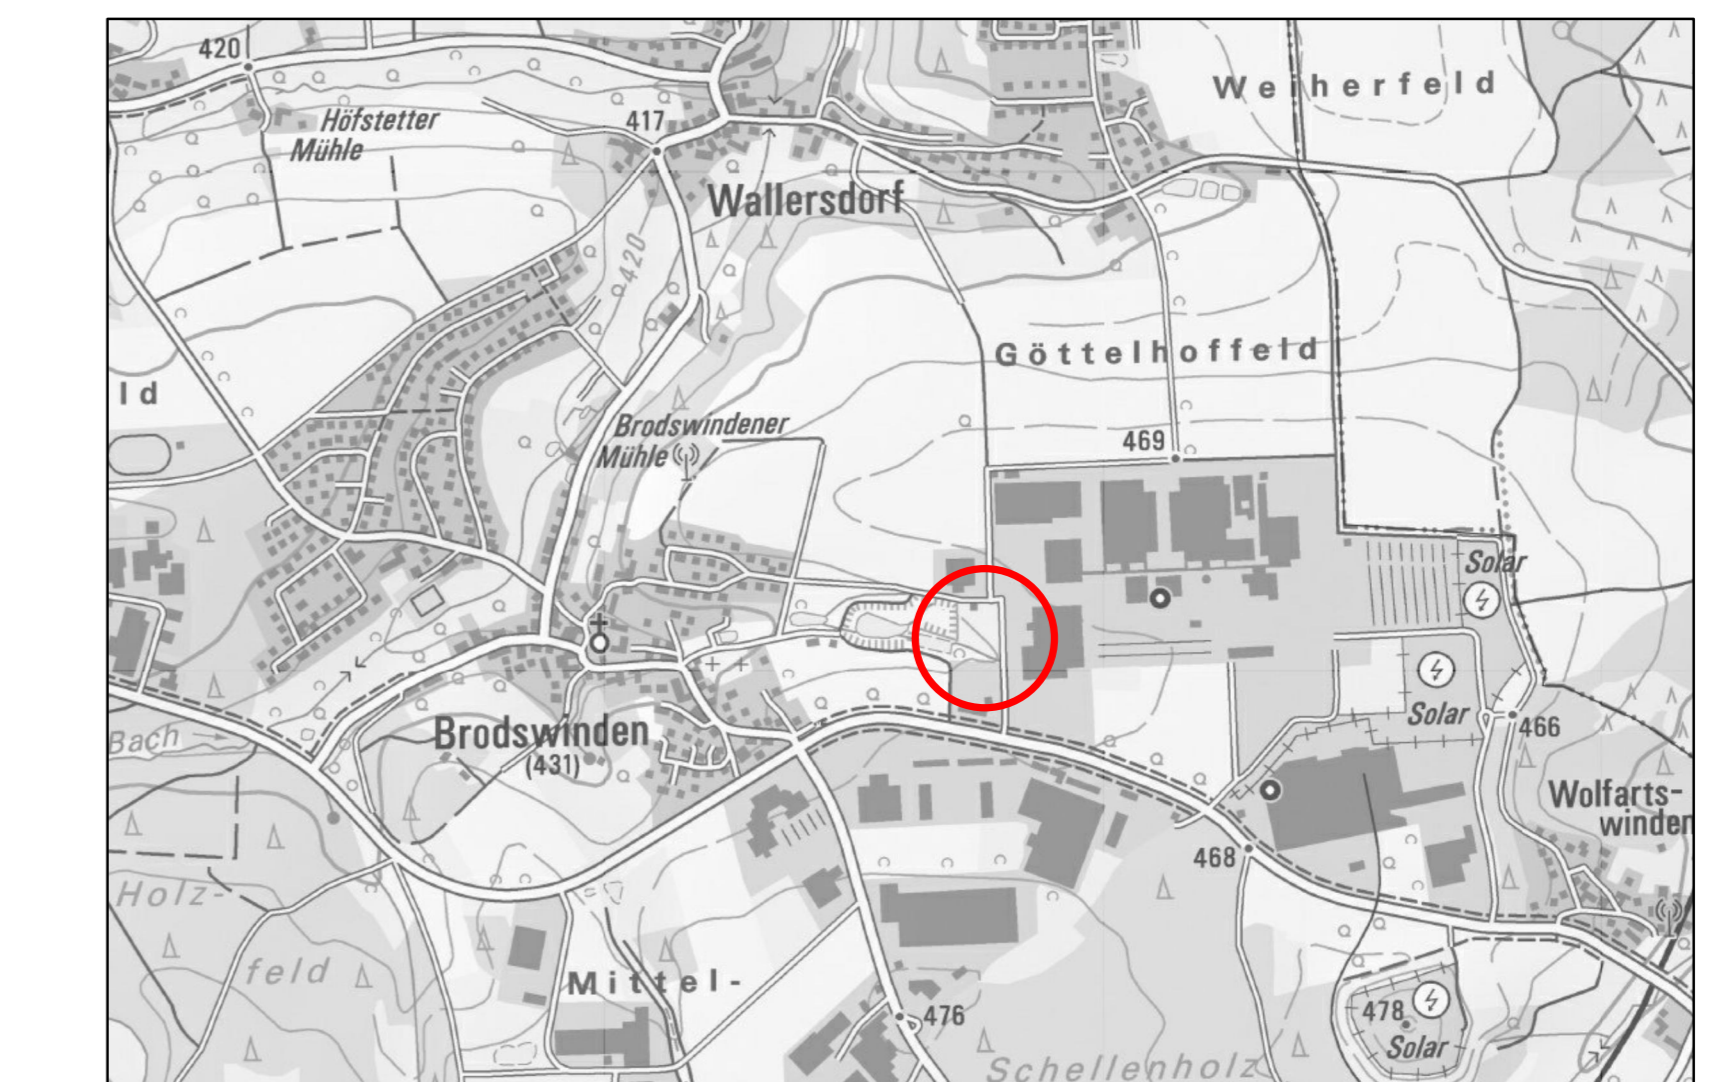 420
Weiherfeld
Höfstetter
Mühle
417
Wallersdorf
420
Göttelhoffeld
ld
Brodswindener
Mühle
469
Solar
Solar
466
Bach
Brodswinden
(431)
Wolfarts-
winden
468
Holz-
feld
Mittel-
476
478
Solar
Schellenholz